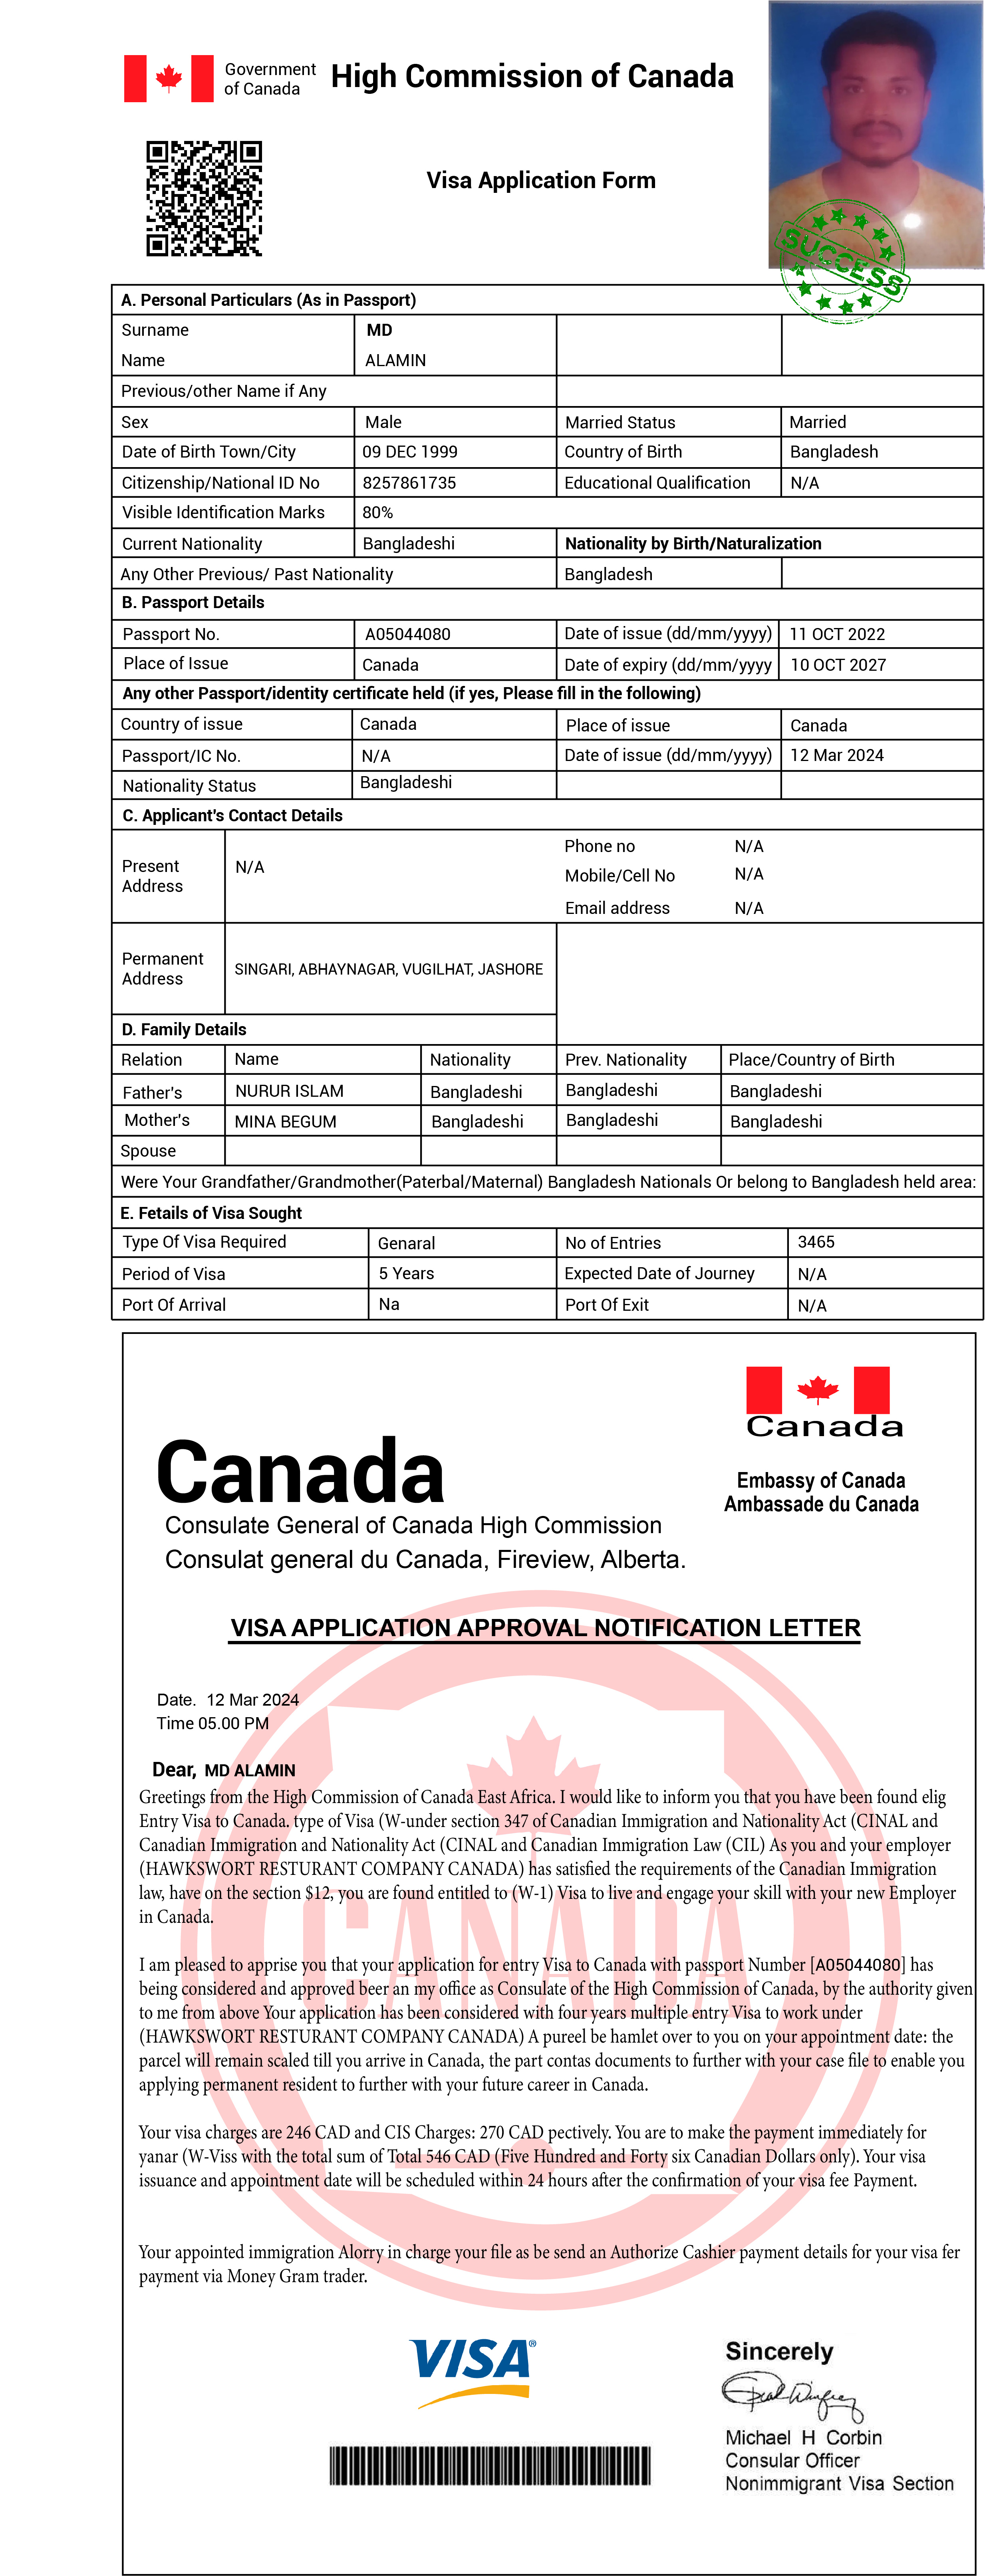 Government
of Canada
High Commission of Canada
Visa Application Form
SUCCESS
A. Personal Particulars (As in Passport)
Surname MD
Name ALAMIN
Previous/other Name if Any
Sex Male Married Status Married
Date of Birth Town/City 09 DEC 1999 Country of Birth Bangladesh
Citizenship/National ID No 8257861735 Educational Qualification N/A
Visible Identification Marks 80%
Current Nationality Bangladeshi Nationality by Birth/Naturalization
Any Other Previous/ Past Nationality Bangladesh
B. Passport Details
Passport No. A05044080 Date of issue (dd/mm/yyyy) 11 OCT 2022
Place of Issue Canada Date of expiry (dd/mm/yyyy 10 OCT 2027
Any other Passport/identity certificate held (if yes, Please fill in the following)
Country of issue Canada Place of issue Canada
Passport/IC No. N/A Date of issue (dd/mm/yyyy) 12 Mar 2024
Nationality Status Bangladeshi
C. Applicant's Contact Details
Present
Address
N/A
Phone no N/A
Mobile/Cell No N/A
Email address N/A
Permanent
Address
SINGARI, ABHAYNAGAR, VUGILHAT, JASHORE
D. Family Details
Relation Name Nationality Prev. Nationality Place/Country of Birth
Father's NURUR ISLAM Bangladeshi Bangladeshi Bangladeshi
Mother's MINA BEGUM Bangladeshi Bangladeshi Bangladeshi
Spouse
Were Your Grandfather/Grandmother(Paterbal/Maternal) Bangladesh Nationals Or belong to Bangladesh held area:
E. Fetails of Visa Sought
Type Of Visa Required Genaral No of Entries 3465
Period of Visa 5 Years Expected Date of Journey N/A
Port Of Arrival Na Port Of Exit N/A
Canada
Embassy of Canada
Ambassade du Canada
Canada
Consulate General of Canada High Commission
Consulat general du Canada, Fireview, Alberta.
VISA APPLICATION APPROVAL NOTIFICATION LETTER
Date. 12 Mar 2024
Time 05.00 PM
Dear, MD ALAMIN
Greetings from the High Commission of Canada East Africa. I would like to inform you that you have been found elig
Entry Visa to Canada. type of Visa (W-under section 347 of Canadian Immigration and Nationality Act (CINAL and
Canadian Immigration and Nationality Act (CINAL and Canadian Immigration Law (CIL) As you and your employer
(HAWKSWORT RESTURANT COMPANY CANADA) has satisfied the requirements of the Canadian Immigration
law, have on the section $12, you are found entitled to (W-1) Visa to live and engage your skill with your new Employer
in Canada.
CANADA
I am pleased to apprise you that your application for entry Visa to Canada with passport Number [A05044080] has
being considered and approved beer an my office as Consulate of the High Commission of Canada, by the authority given
to me from above Your application has been considered with four years multiple entry Visa to work under
(HAWKSWORT RESTURANT COMPANY CANADA) A pureel be hamlet over to you on your appointment date: the
parcel will remain scaled till you arrive in Canada, the part contas documents to further with your case file to enable you
applying permanent resident to further with your future career in Canada.
Your visa charges are 246 CAD and CIS Charges: 270 CAD pectively. You are to make the payment immediately for
yanar (W-Viss with the total sum of Total 546 CAD (Five Hundred and Forty six Canadian Dollars only). Your visa
issuance and appointment date will be scheduled within 24 hours after the confirmation of your visa fee Payment.
Your appointed immigration Alorry in charge your file as be send an Authorize Cashier payment details for your visa fer
payment via Money Gram trader.
VISA®
Sincerely
Michael H Corbin
Consular Officer
Nonimmigrant Visa Section